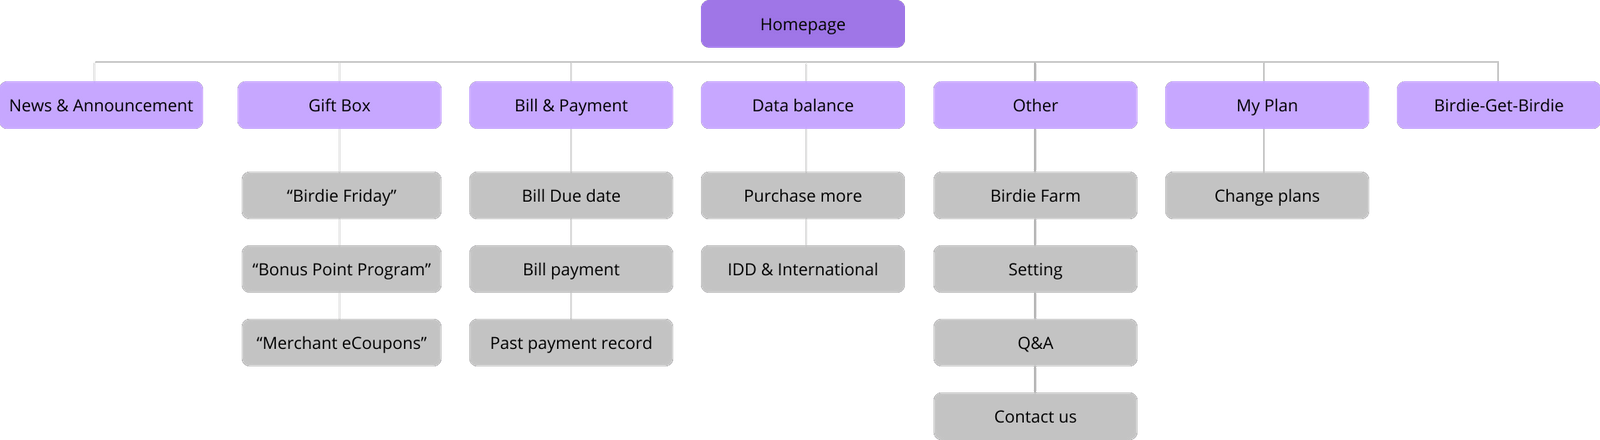 Homepage
News & Announcement
Gift Box
Bill & Payment
Data balance
Other
My Plan
Birdie-Get-Birdie
“Birdie Friday”
Bill Due date
Purchase more
Birdie Farm
Change plans
“Bonus Point Program”
Bill payment
IDD & International
Setting
“Merchant eCoupons”
Past payment record
Q&A
Contact us